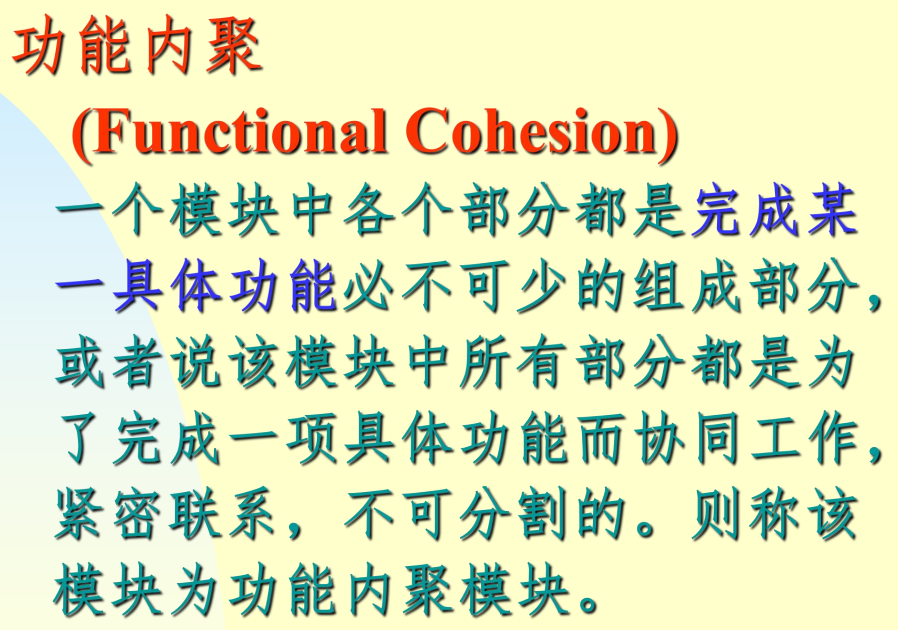 功能内聚
(Functional Cohesion)
一个模块中各个部分都是完成某
一具体功能必不可少的组成部分，
或者说该模块中所有部分都是为
了完成一项具体功能而协同工作，
紧密联系，不可分割的。则称该
模块为功能内聚模块。